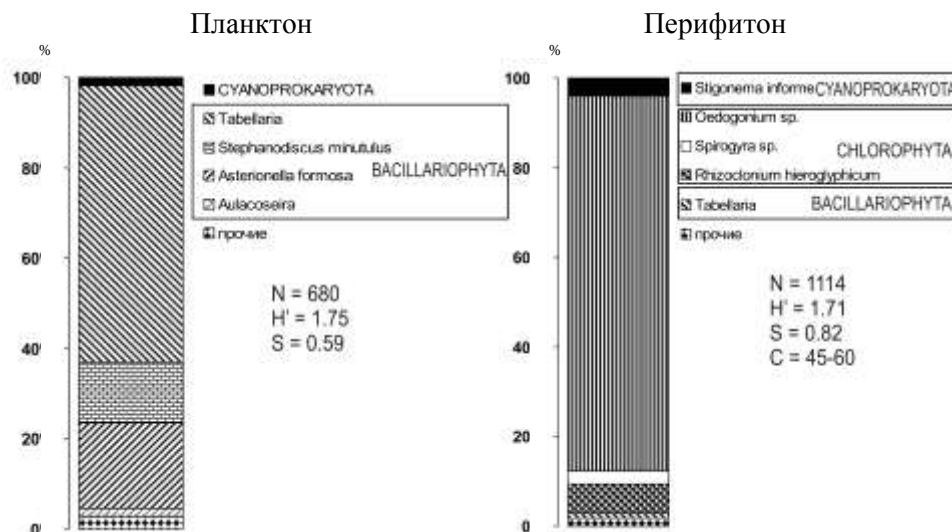 Планктон
%
100
80
60
40
20
0
CYANOPROKARYOTA
Tabellaria
Stephanodiscus minutulus
Asterionella formosa
BACILLARIOPHYTA
Aulacoseira
прочие
N = 680
H' = 1.75
S = 0.59
Перифитон
%
100
80
60
40
20
0
Stigonema informe CYANOPROKARYOTA
Oedogonium sp.
Spirogyra sp.
CHLOROPHYTA
Rhizoclonium hieroglyphicum
Tabellaria
BACILLARIOPHYTA
прочие
N = 1114
H' = 1.71
S = 0.82
C = 45-60